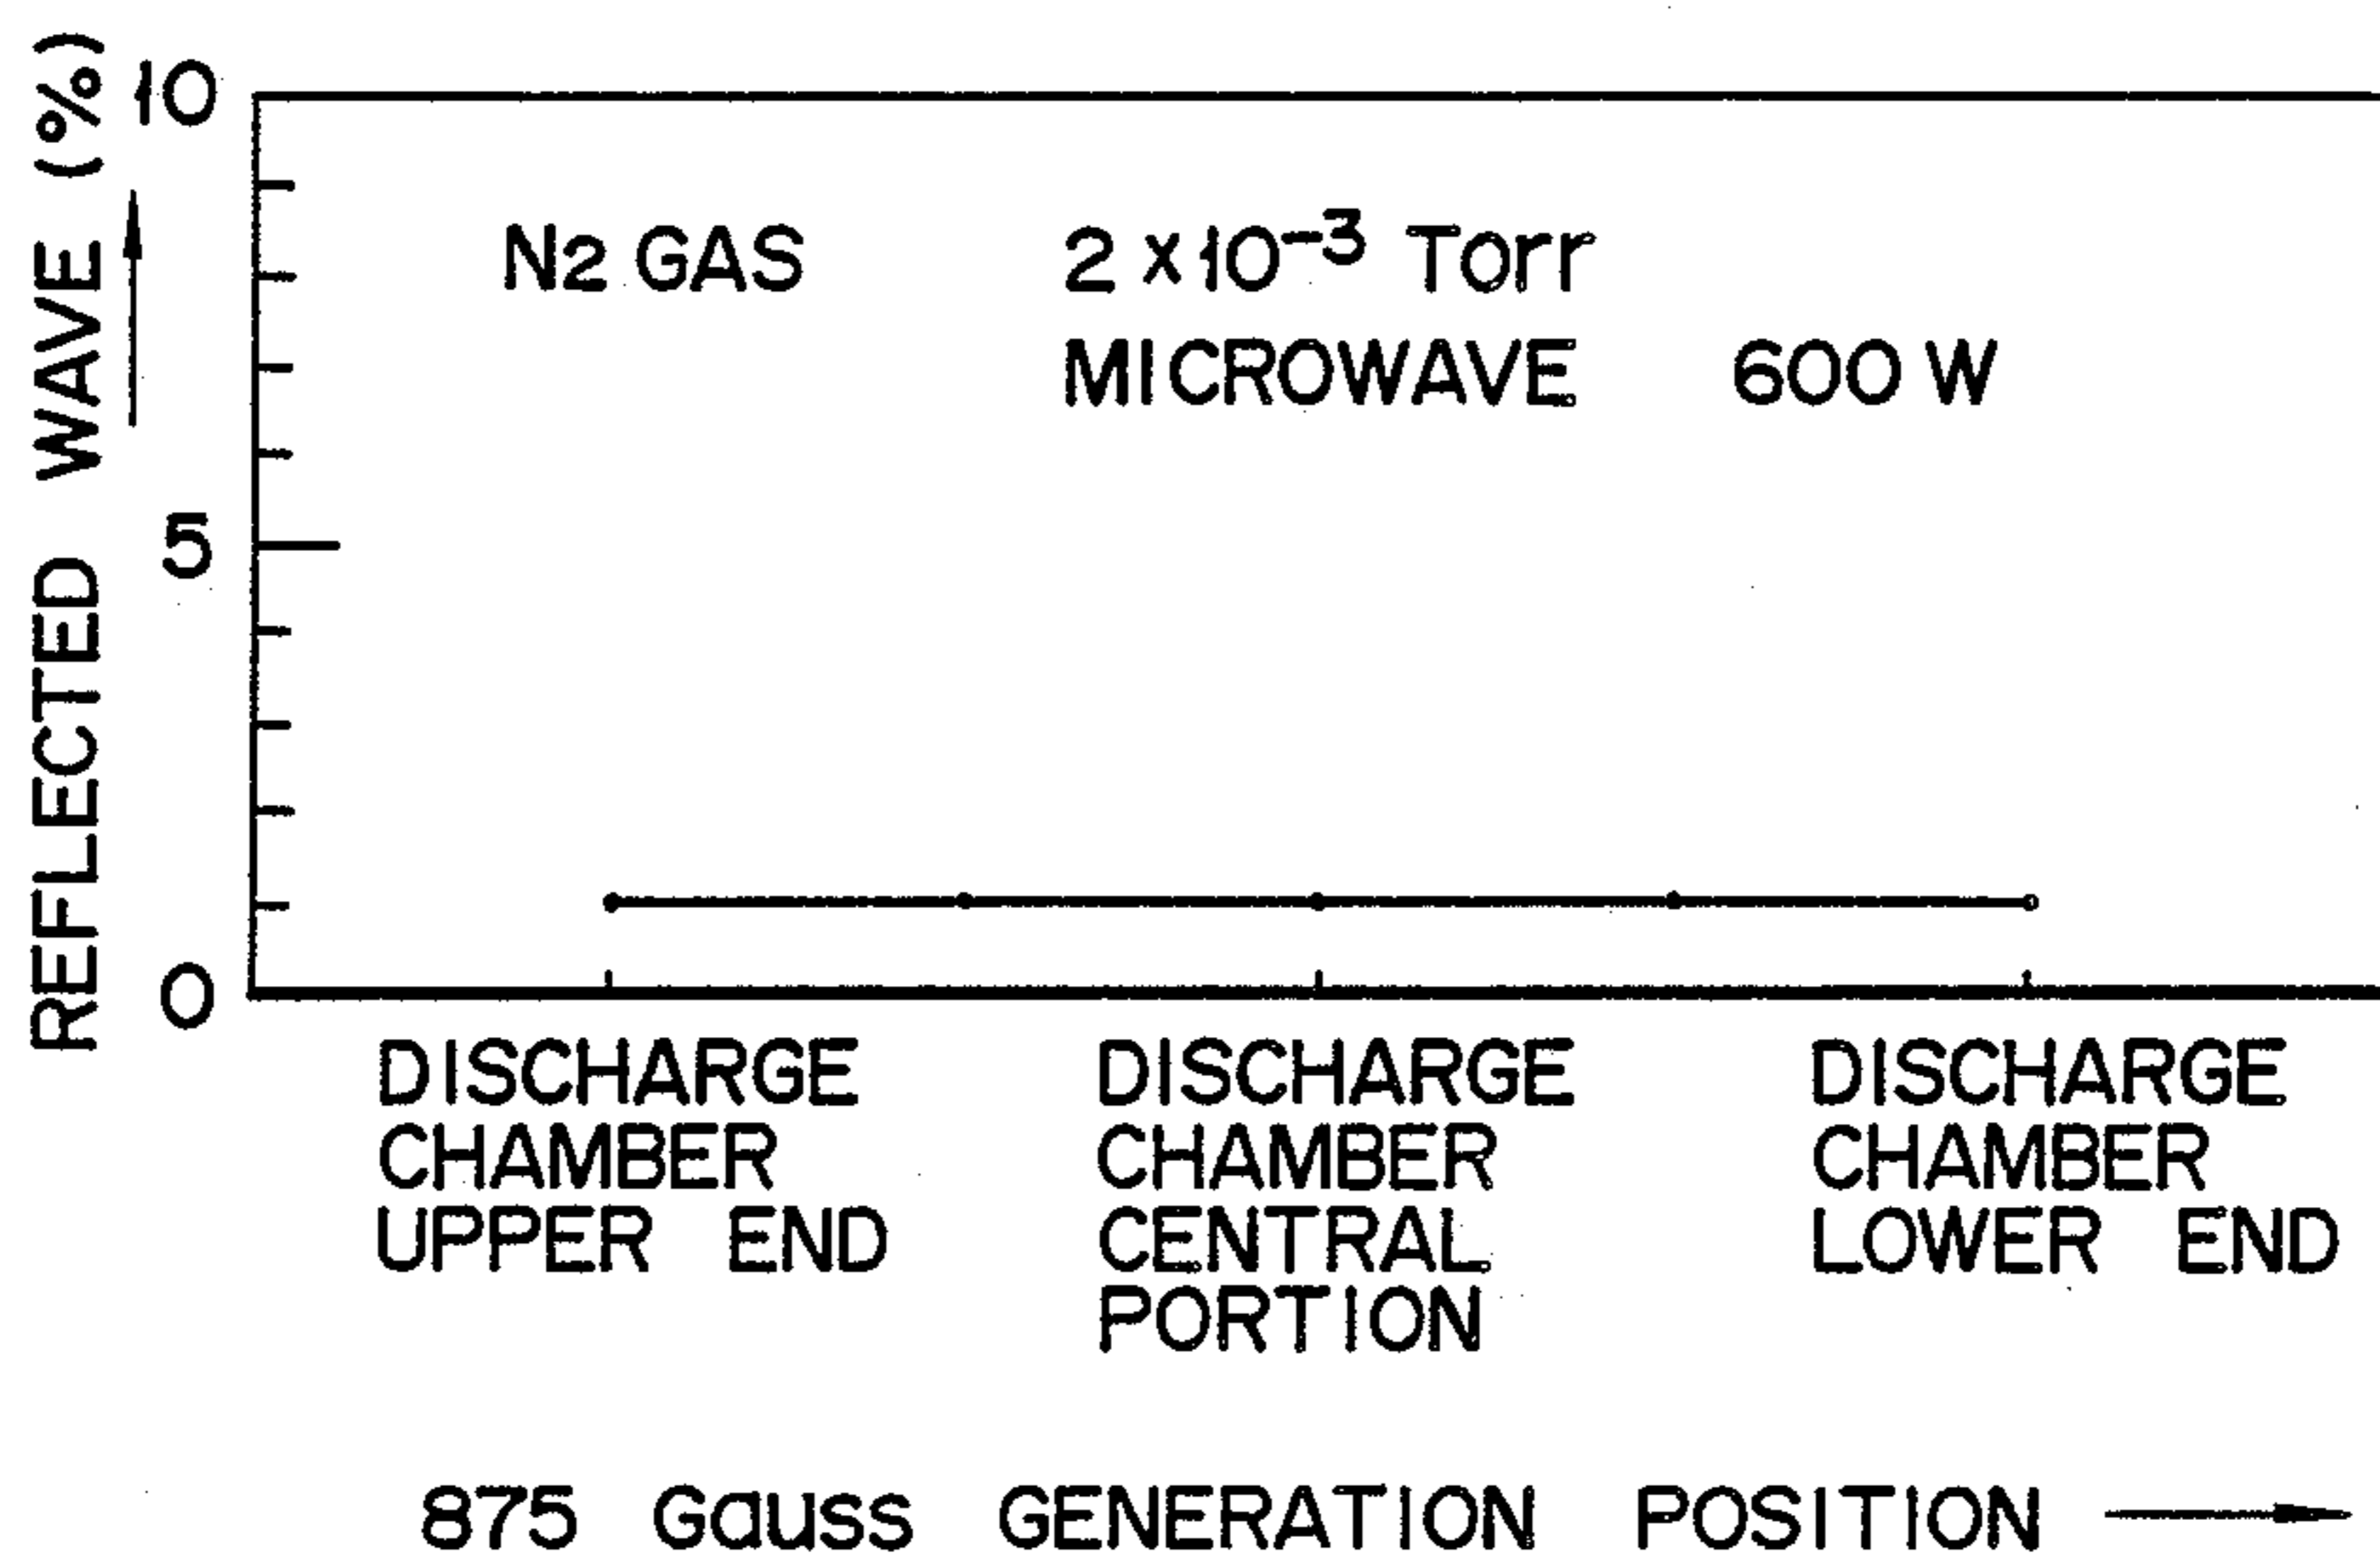 REFLECTED WAVE (%)
10
5
0
N2 GAS
2 x 10⁻³ Torr
MICROWAVE 600 W
DISCHARGE
CHAMBER
UPPER END
DISCHARGE
CHAMBER
CENTRAL
PORTION
DISCHARGE
CHAMBER
LOWER END
875 Gauss GENERATION POSITION